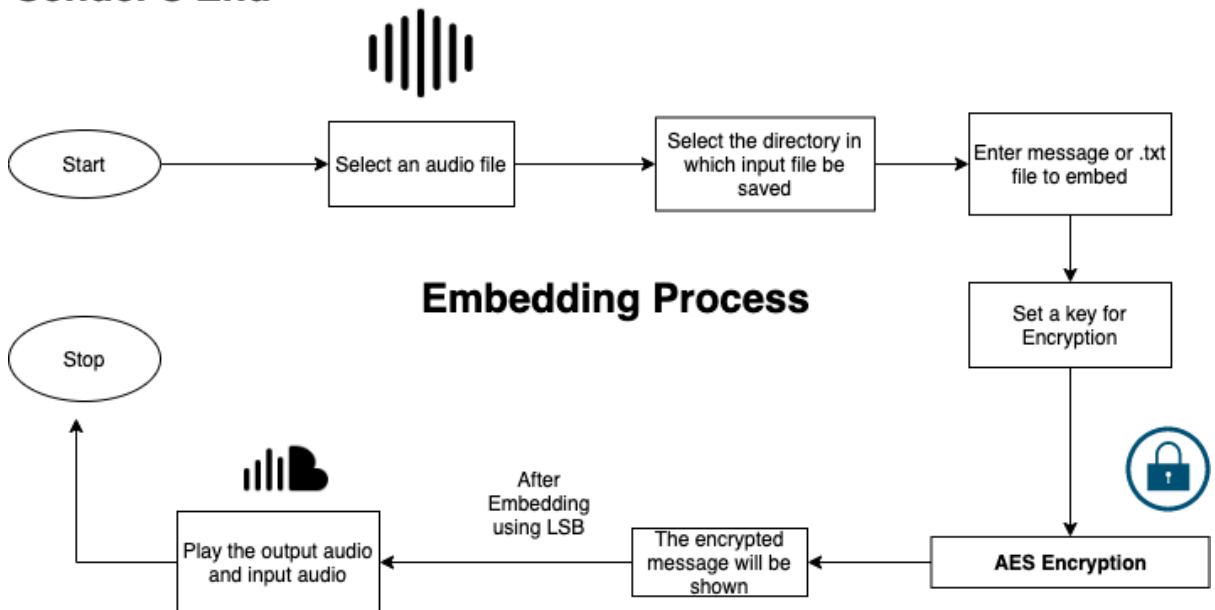 Sender's End
Start
Select an audio file
Select the directory in
which input file be
saved
Enter message or .txt
file to embed
Embedding Process
Set a key for
Encryption
Stop
After
Embedding
using LSB
Play the output audio
and input audio
The encrypted
message will be
shown
AES Encryption